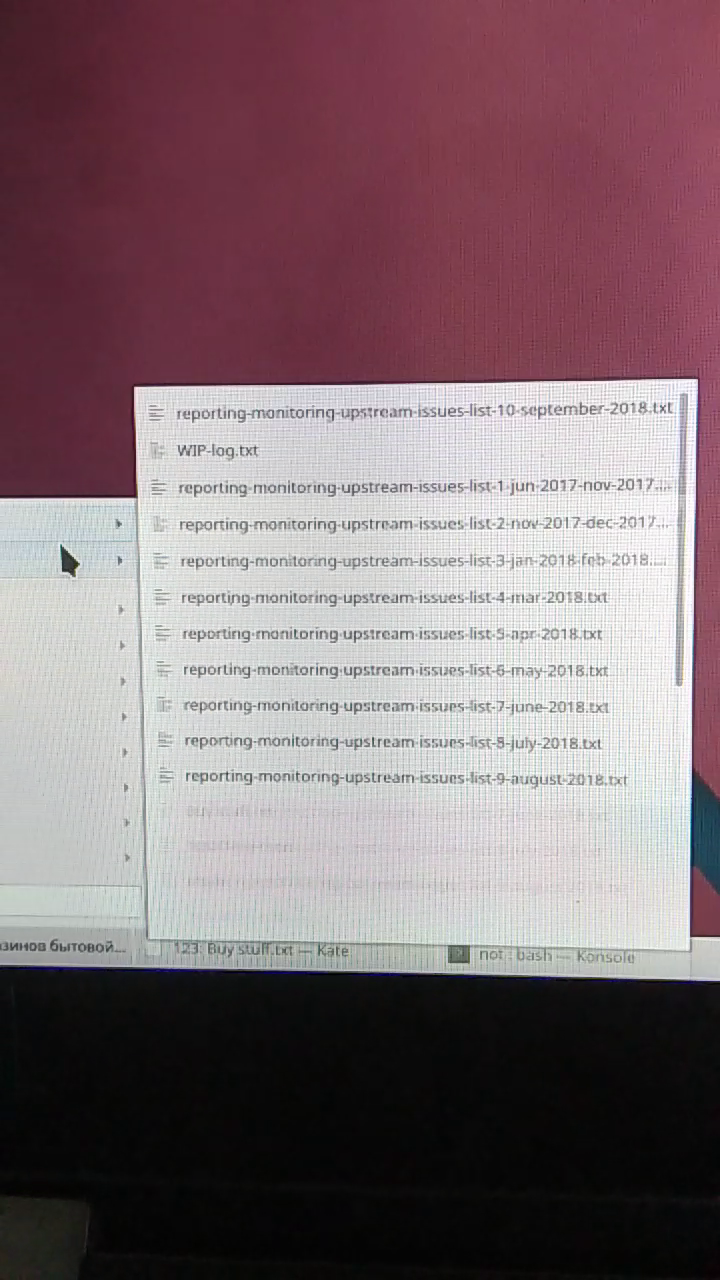 reporting-monitoring-upstream-issues-list-10-september-2018.txt
WIP-log.txt
reporting-monitoring-upstream-issues-list-1-jun-2017-nov-2017...
reporting-monitoring-upstream-issues-list-2-nov-2017-dec-2017...
reporting-monitoring-upstream-issues-list-3-jan-2018-feb-2018....
reporting-monitoring-upstream-issues-list-4-mar-2018.txt
reporting-monitoring-upstream-issues-list-5-apr-2018.txt
reporting-monitoring-upstream-issues-list-6-may-2018.txt
reporting-monitoring-upstream-issues-list-7-june-2018.txt
reporting-monitoring-upstream-issues-list-8-july-2018.txt
reporting-monitoring-upstream-issues-list-9-august-2018.txt
зинов бытовой... 123: Buy stuff.txt — Kate not : bash — Konsole